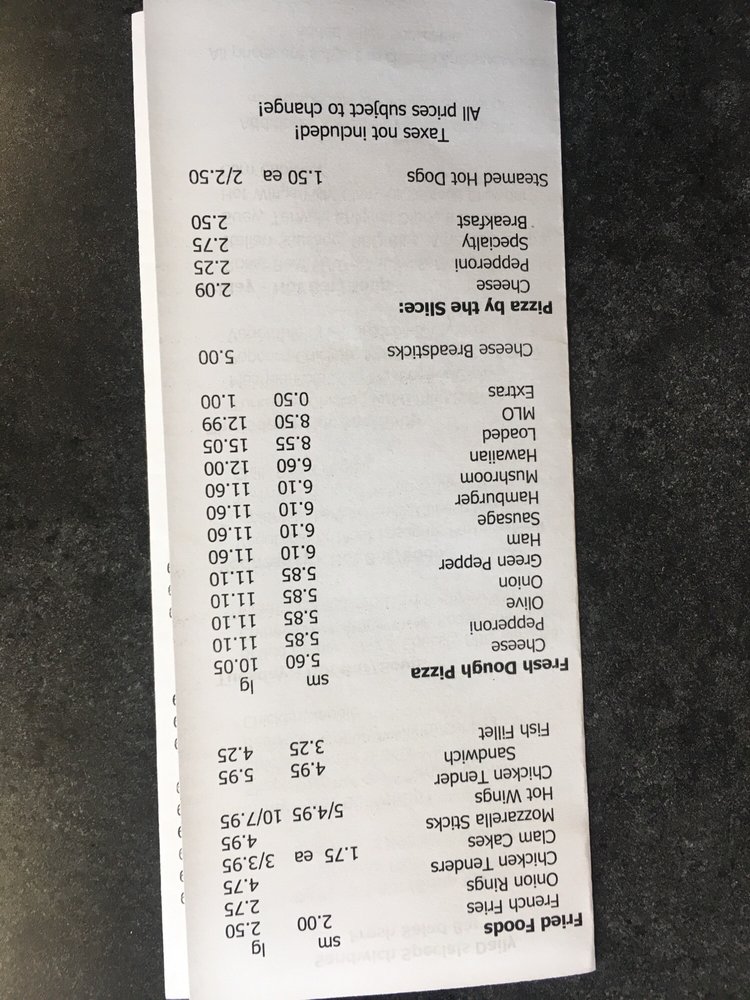 Fried Foods sm lg
French Fries 2.00 2.50
Onion Rings 2.75
Chicken Tenders 4.75
Clam Cakes 1.75 ea 3/3.95
Mozzarella Sticks 4.95
Hot Wings 5/4.95 10/7.95
Chicken Tender 4.95 5.95
Sandwich
Fish Fillet 3.25 4.25
Fresh Dough Pizza sm lg
Cheese 5.60 10.05
Pepperoni 5.85 11.10
Olive 5.85 11.10
Onion 5.85 11.10
Green Pepper 5.85 11.10
Ham 6.10 11.60
Sausage 6.10 11.60
Hamburger 6.10 11.60
Mushroom 6.10 11.60
Hawaiian 6.60 12.00
Loaded 8.55 15.05
MLO 8.50 12.99
Extras 0.50 1.00
Cheese Breadsticks 5.00
Pizza by the Slice:
Cheese 2.09
Pepperoni 2.25
Specialty 2.75
Breakfast 2.50
Steamed Hot Dogs 1.50 ea 2/2.50
Taxes not included!
All prices subject to change!